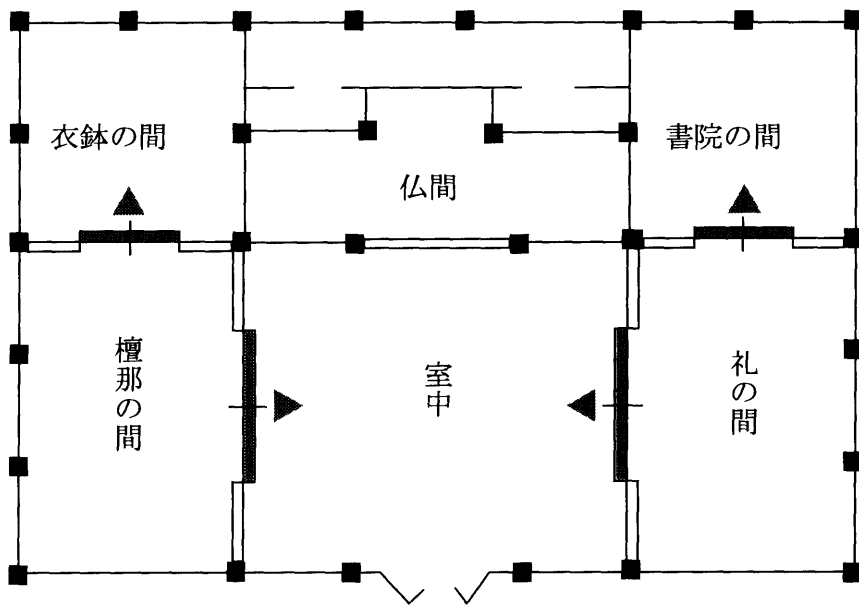 衣鉢の間
仏間
書院の間
檀那の間
室中
礼の間